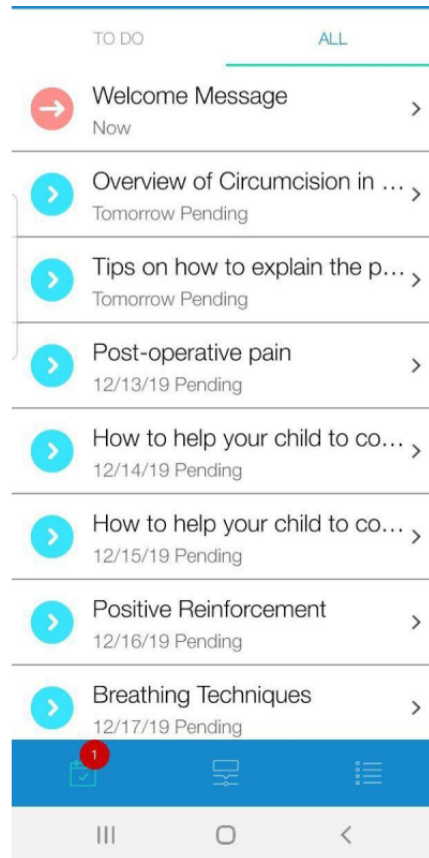 TO DO ALL
Welcome Message
Now
Overview of Circumcision in ...
Tomorrow Pending
Tips on how to explain the p...
Tomorrow Pending
Post-operative pain
12/13/19 Pending
How to help your child to co...
12/14/19 Pending
How to help your child to co...
12/15/19 Pending
Positive Reinforcement
12/16/19 Pending
Breathing Techniques
12/17/19 Pending
1